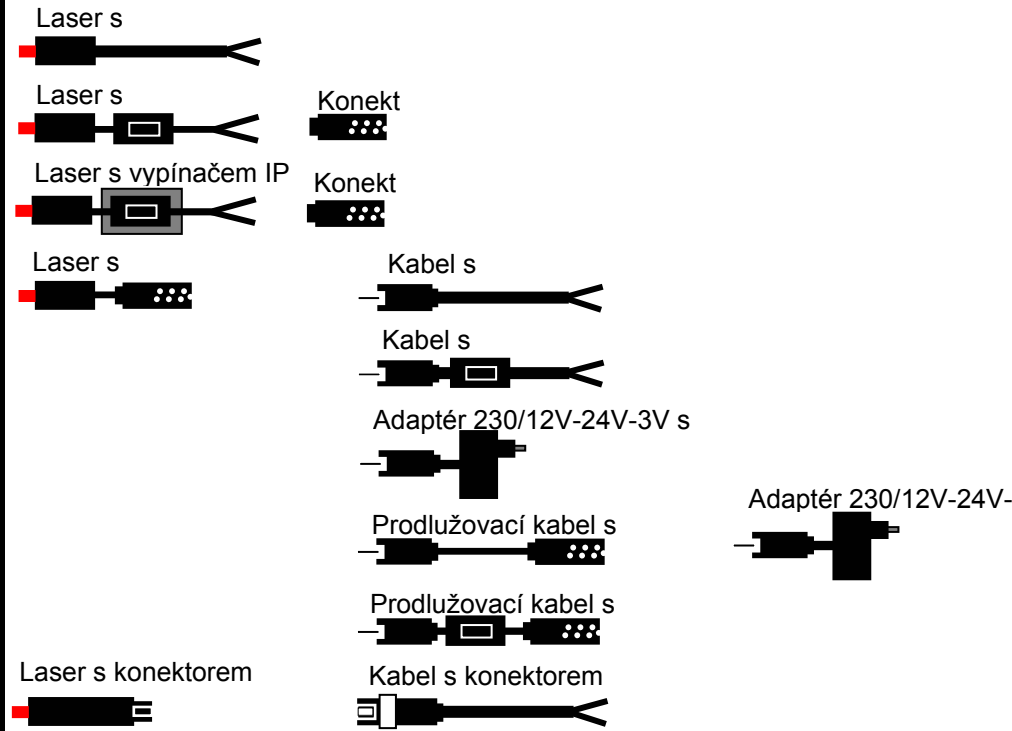 Laser s
Laser s
Konekt
Laser s vypínačem IP
Konekt
Laser s
Kabel s
Kabel s
Adaptér 230/12V-24V-3V s
Adaptér 230/12V-24V-
Prodlužovací kabel s
Prodlužovací kabel s
Laser s konektorem
Kabel s konektorem